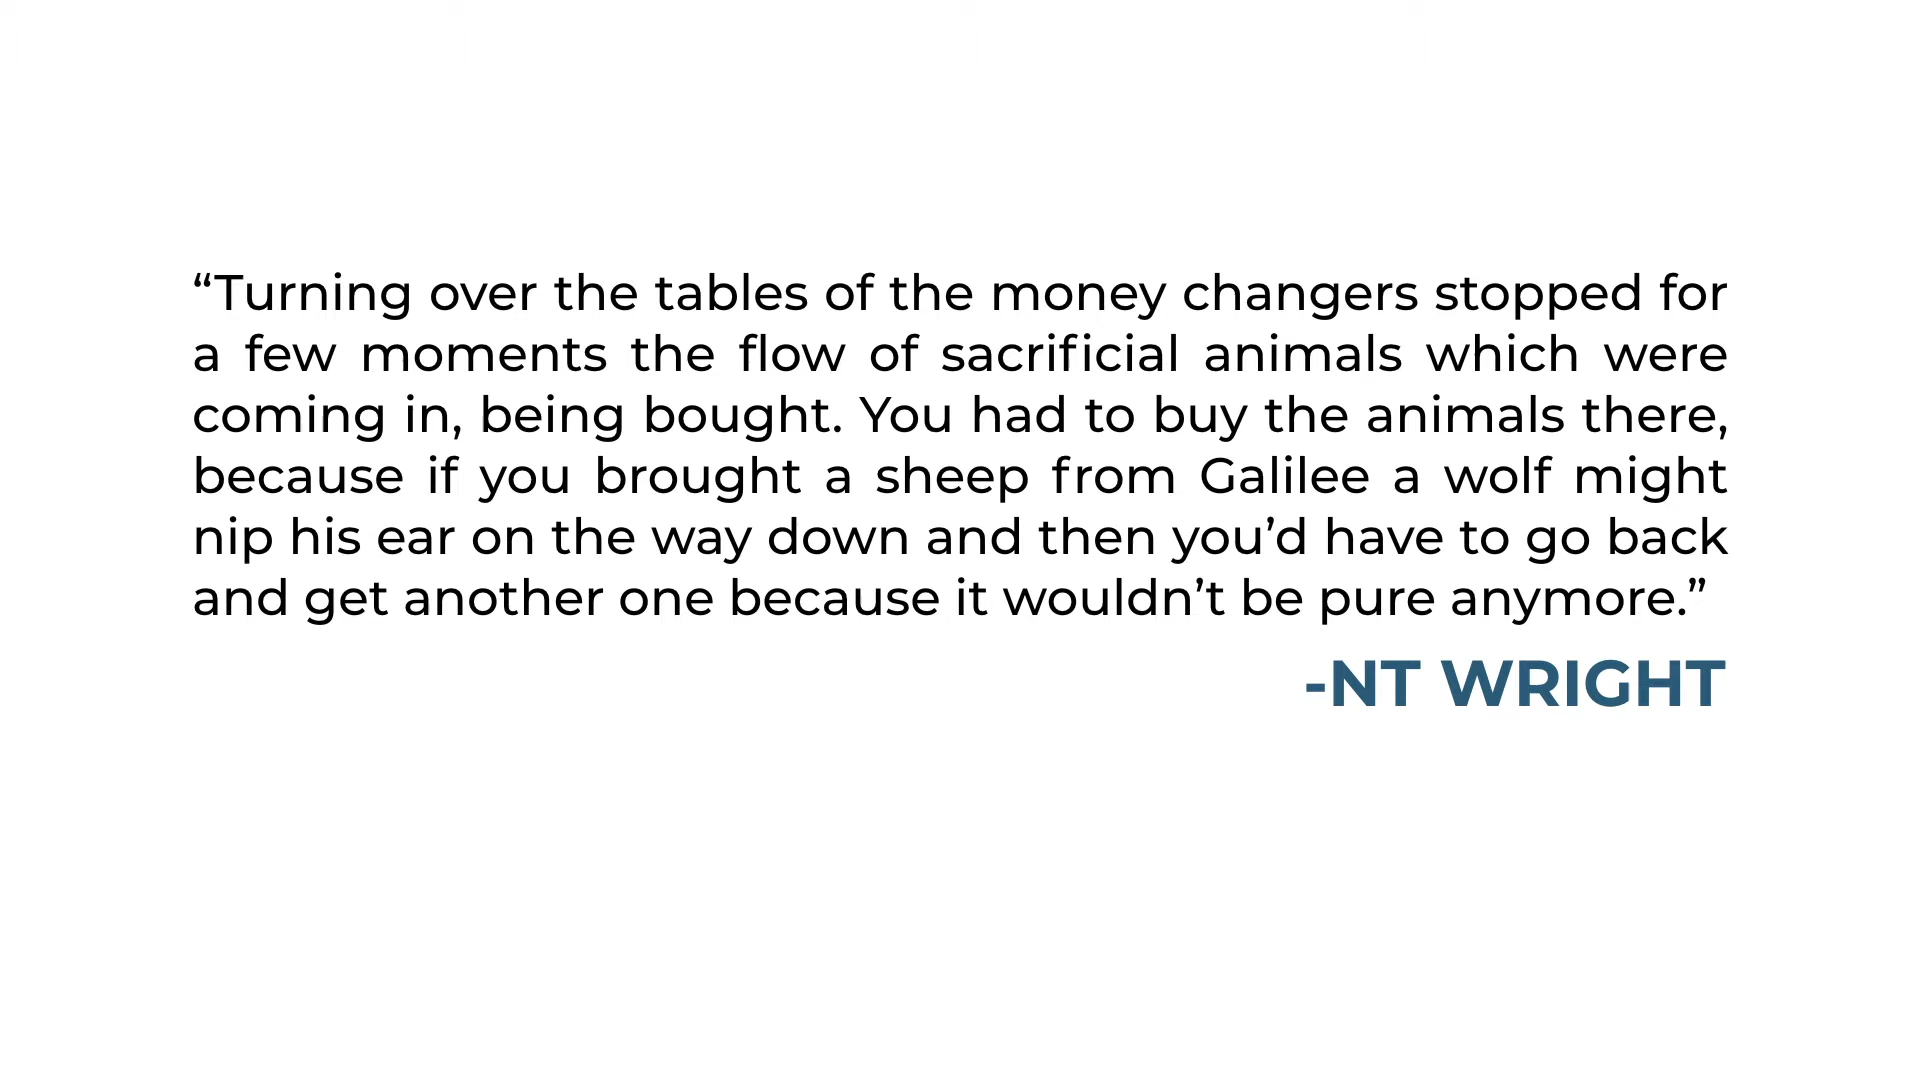 “Turning over the tables of the money changers stopped for
a few moments the flow of sacrificial animals which were
coming in, being bought. You had to buy the animals there,
because if you brought a sheep from Galilee a wolf might
nip his ear on the way down and then you’d have to go back
and get another one because it wouldn’t be pure anymore.”
-NT WRIGHT